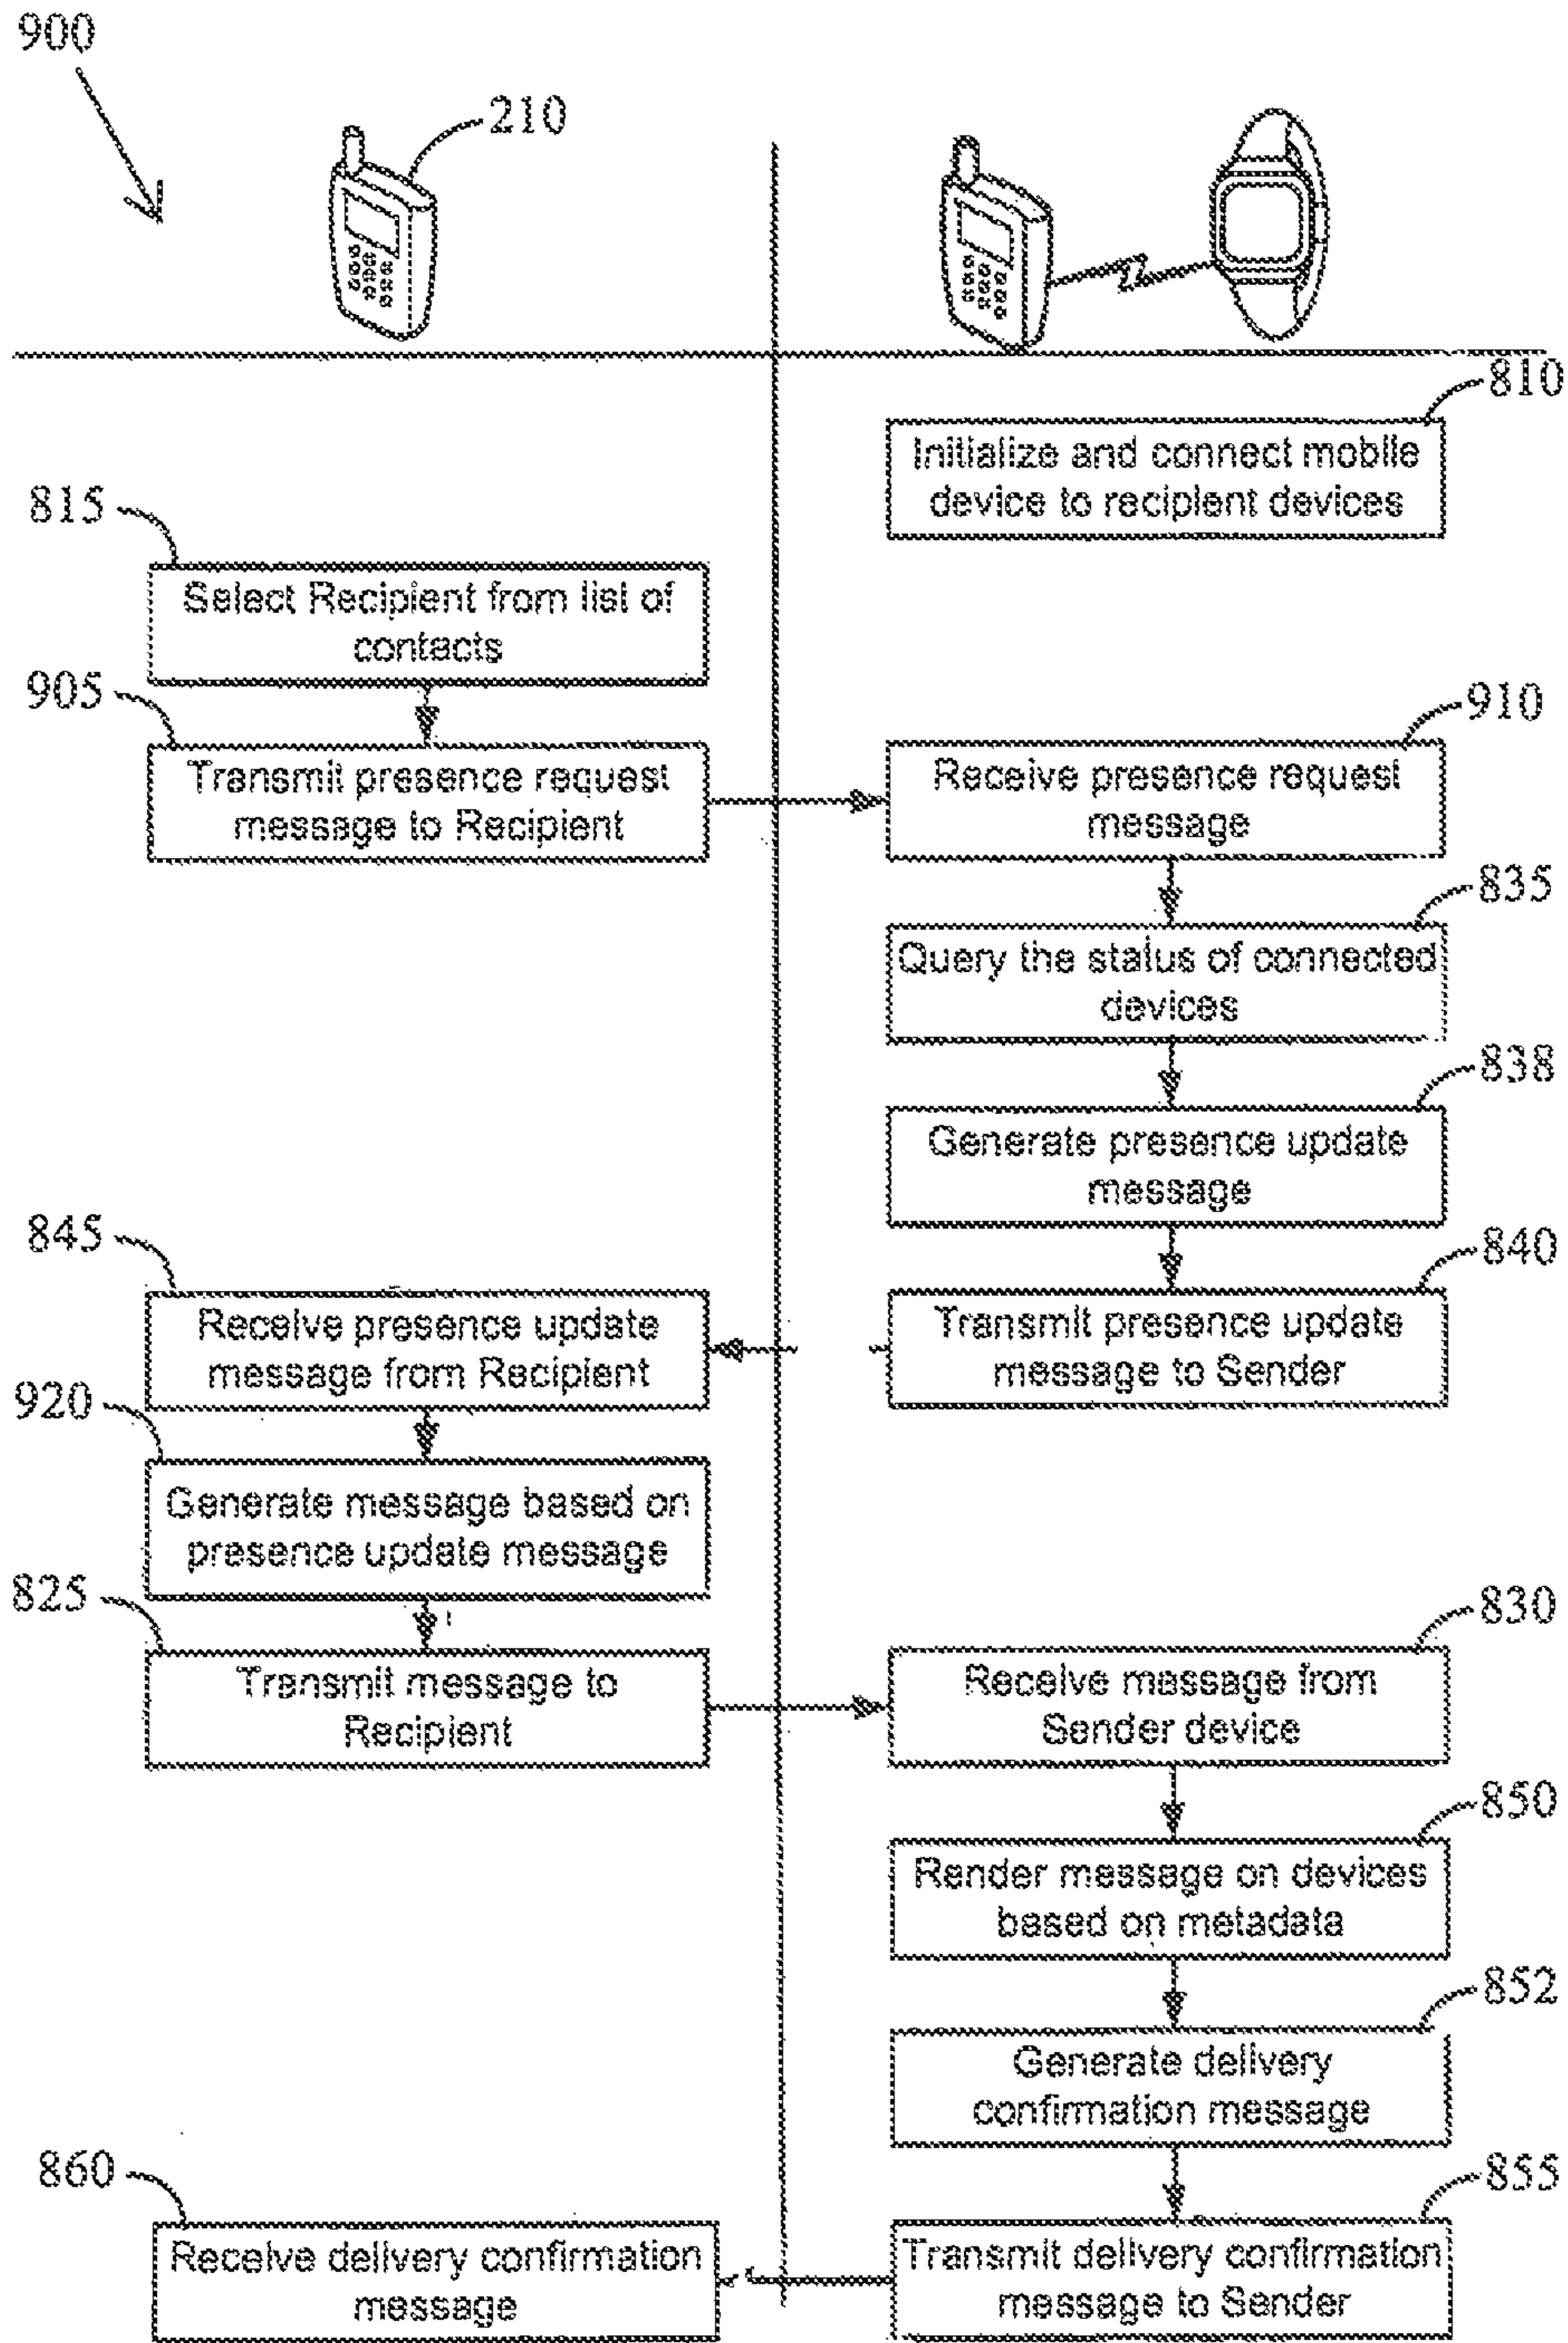 900
210
810
Initialize and connect mobile
device to recipient devices
815
Select Recipient from list of
contacts
905
Transmit presence request
message to Recipient
910
Receive presence request
message
835
Query the status of connected
devices
838
Generate presence update
message
840
Transmit presence update
message to Sender
845
Receive presence update
message from Recipient
920
Generate message based on
presence update message
825
Transmit message to
Recipient
830
Receive message from
Sender device
850
Render message on devices
based on metadata
852
Generate delivery
confirmation message
855
Transmit delivery confirmation
message to Sender
860
Receive delivery confirmation
message